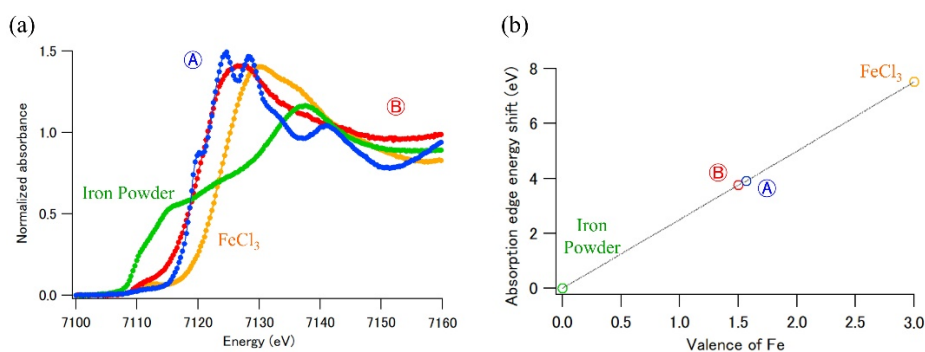 (a)
Normalized absorbance
1.5
1.0
0.5
0.0
7100
7110
7120
7130
7140
7150
7160
Energy (eV)
Ⓐ
Ⓑ
Iron Powder
FeCl₃
(b)
Absorption edge energy shift (eV)
8
6
4
2
0
0.0
0.5
1.0
1.5
2.0
2.5
3.0
Valence of Fe
FeCl₃
Ⓑ
Ⓐ
Iron
Powder